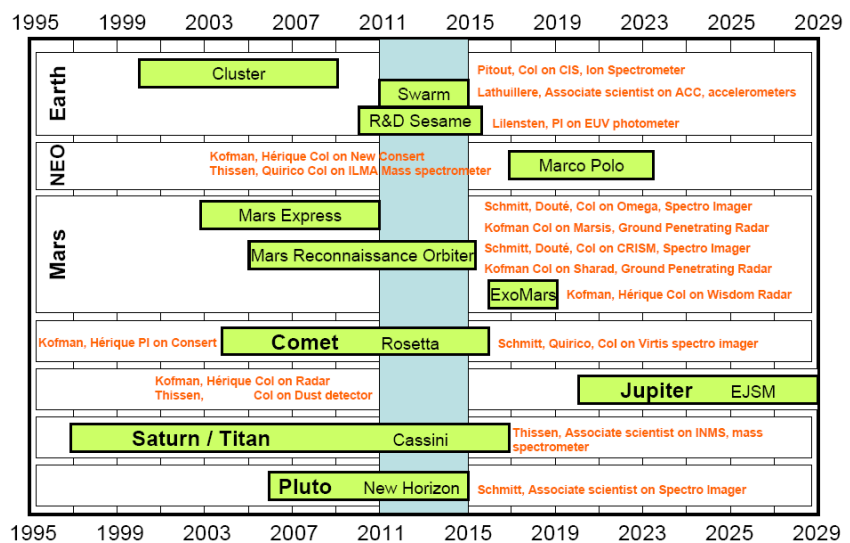 1995 1999 2003 2007 2011 2015 2019 2023 2025 2029
Earth
Cluster
Pitout, CoI on CIS, Ion Spectrometer
Swarm
Lathuillere, Associate scientist on ACC, accelerometers
R&D Sesame
Lilensten, PI on EUV photometer
NEO
Kofman, Hérique CoI on New Consert
Thissen, Quirico CoI on ILMA Mass spectrometer
Marco Polo
Mars
Mars Express
Schmitt, Douté, CoI on Omega, Spectro Imager
Kofman CoI on Marsis, Ground Penetrating Radar
Mars Reconnaissance Orbiter
Schmitt, Douté, CoI on CRISM, Spectro Imager
Kofman CoI on Sharad, Ground Penetrating Radar
ExoMars
Kofman, Hérique CoI on Wisdom Radar
Kofman, Hérique PI on Consert
Comet Rosetta
Schmitt, Quirico, CoI on Virtis spectro imager
Kofman, Hérique CoI on Radar
Thissen, CoI on Dust detector
Jupiter EJSM
Saturn / Titan Cassini
Thissen, Associate scientist on INMS, mass
spectrometer
Pluto New Horizon
Schmitt, Associate scientist on Spectro Imager
1995 1999 2003 2007 2011 2015 2019 2023 2025 2029